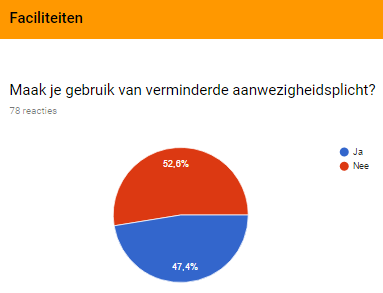 Faciliteiten
Maak je gebruik van verminderde aanwezigheidsplicht?
78 reacties
Ja
Nee
52,6%
47,4%